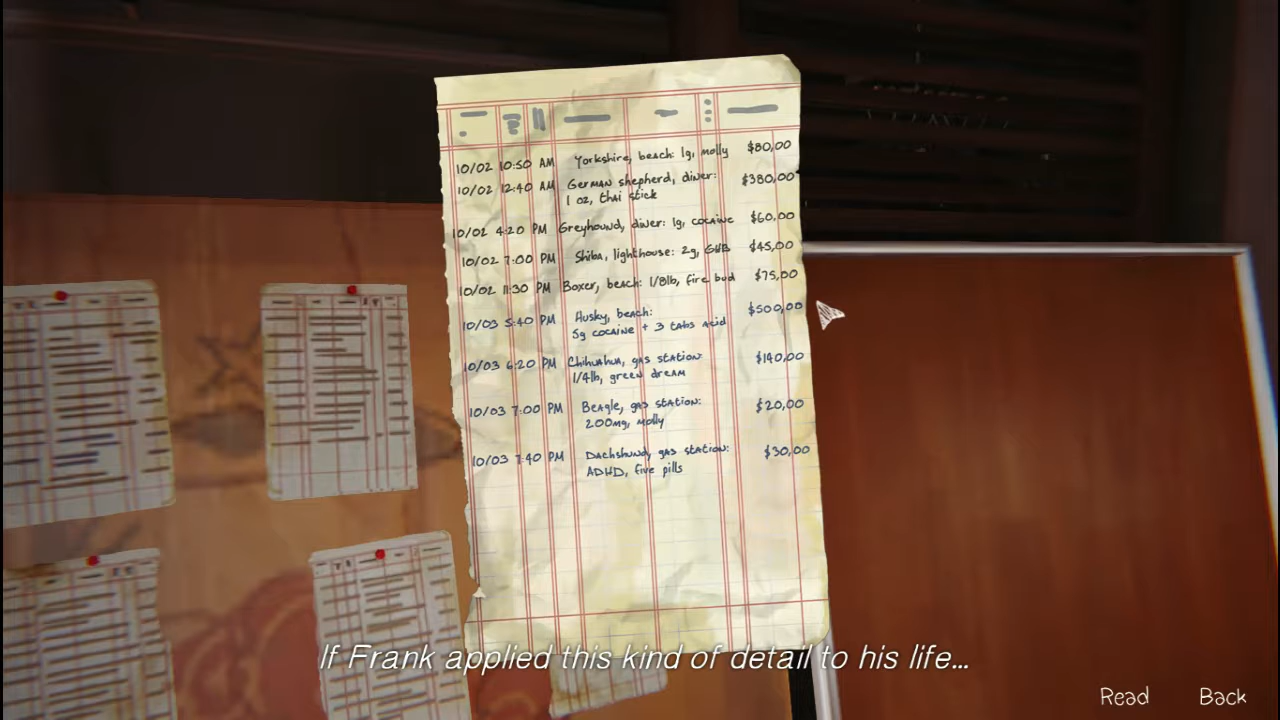 10/02 10:50 AM Yorkshire, beach: 1g, molly $80,00
10/02 12:40 AM German shepherd, diner: $380,00
1 oz, thai stick
10/02 4:20 PM Greyhound, diner: 1g, cocaine $60,00
10/02 7:00 PM Shiba, lighthouse: 2g, GHB $45,00
10/02 11:30 PM Boxer, beach: 1/8lb, fire bud $75,00
10/03 5:40 PM Husky, beach: $500,00
5g cocaine + 3 tabs acid
10/03 6:20 PM Chihuahua, gas station: $140,00
1/4lb, green dream
10/03 7:00 PM Beagle, gas station: $20,00
200mg, molly
10/03 7:40 PM Dachshund, gas station: $30,00
ADHD, five pills
If Frank applied this kind of detail to his life...
Read Back